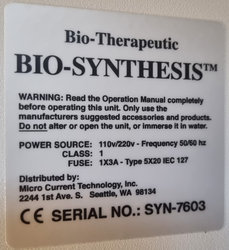 Bio-Therapeutic
BIO-SYNTHESIS™
WARNING: Read the Operation Manual completely
before operating this unit. Only use the
manufacturers suggested accessories and products.
Do not alter or open the unit, or immerse it in water.
POWER SOURCE: 110v/220v - Frequency 50/60 hz
CLASS: 1
FUSE: 1X3A - Type 5X20 IEC 127
Distributed by:
Micro Current Technology, Inc.
2244 1st Ave. S. Seattle, WA 98134
CE SERIAL NO.: SYN-7603